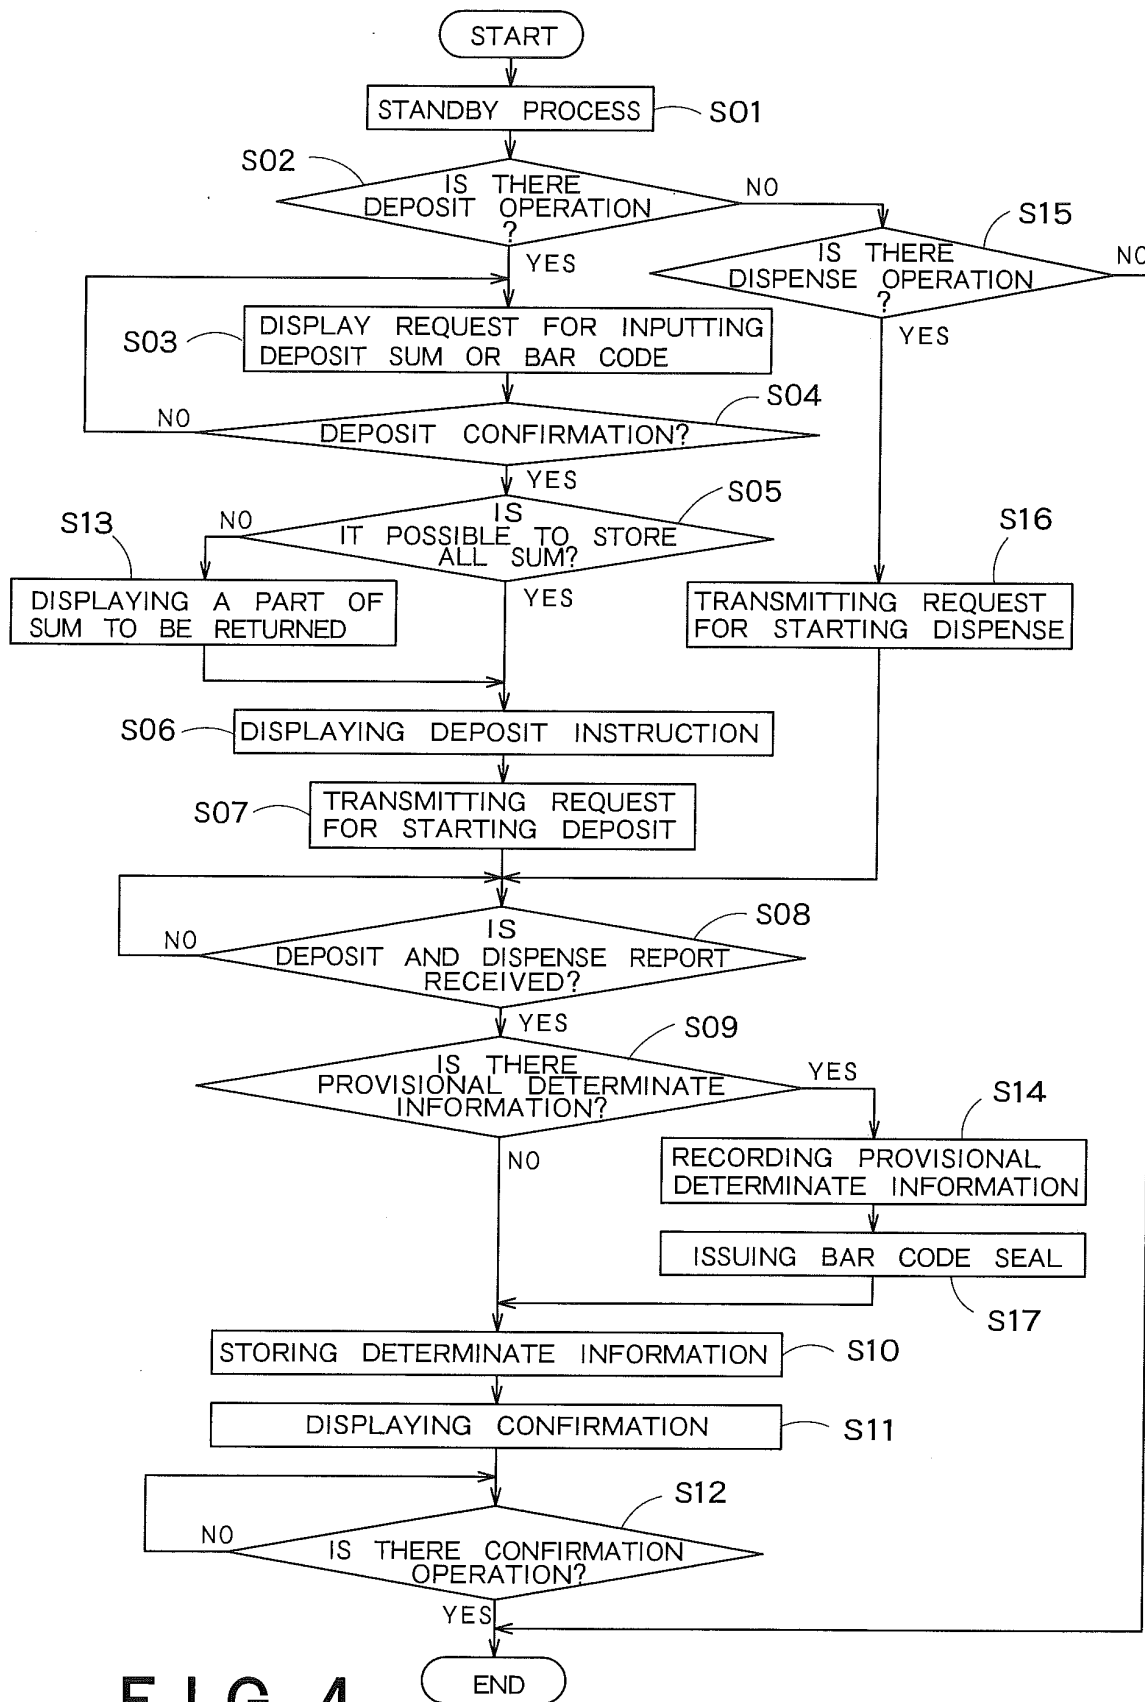 START
STANDBY PROCESS
S01
S02
IS THERE
DEPOSIT OPERATION
?
NO
YES
S15
IS THERE
DISPENSE OPERATION
?
NO
YES
S03
DISPLAY REQUEST FOR INPUTTING
DEPOSIT SUM OR BAR CODE
S04
NO
DEPOSIT CONFIRMATION?
YES
S05
IS
IT POSSIBLE TO STORE
ALL SUM?
NO
YES
S13
DISPLAYING A PART OF
SUM TO BE RETURNED
S16
TRANSMITTING REQUEST
FOR STARTING DISPENSE
S06
DISPLAYING DEPOSIT INSTRUCTION
S07
TRANSMITTING REQUEST
FOR STARTING DEPOSIT
S08
IS
DEPOSIT AND DISPENSE REPORT
RECEIVED?
NO
YES
S09
IS THERE
PROVISIONAL DETERMINATE
INFORMATION?
YES
NO
S14
RECORDING PROVISIONAL
DETERMINATE INFORMATION
ISSUING BAR CODE SEAL
S17
STORING DETERMINATE INFORMATION
S10
DISPLAYING CONFIRMATION
S11
S12
NO
IS THERE CONFIRMATION
OPERATION?
YES
END
FIG. 4